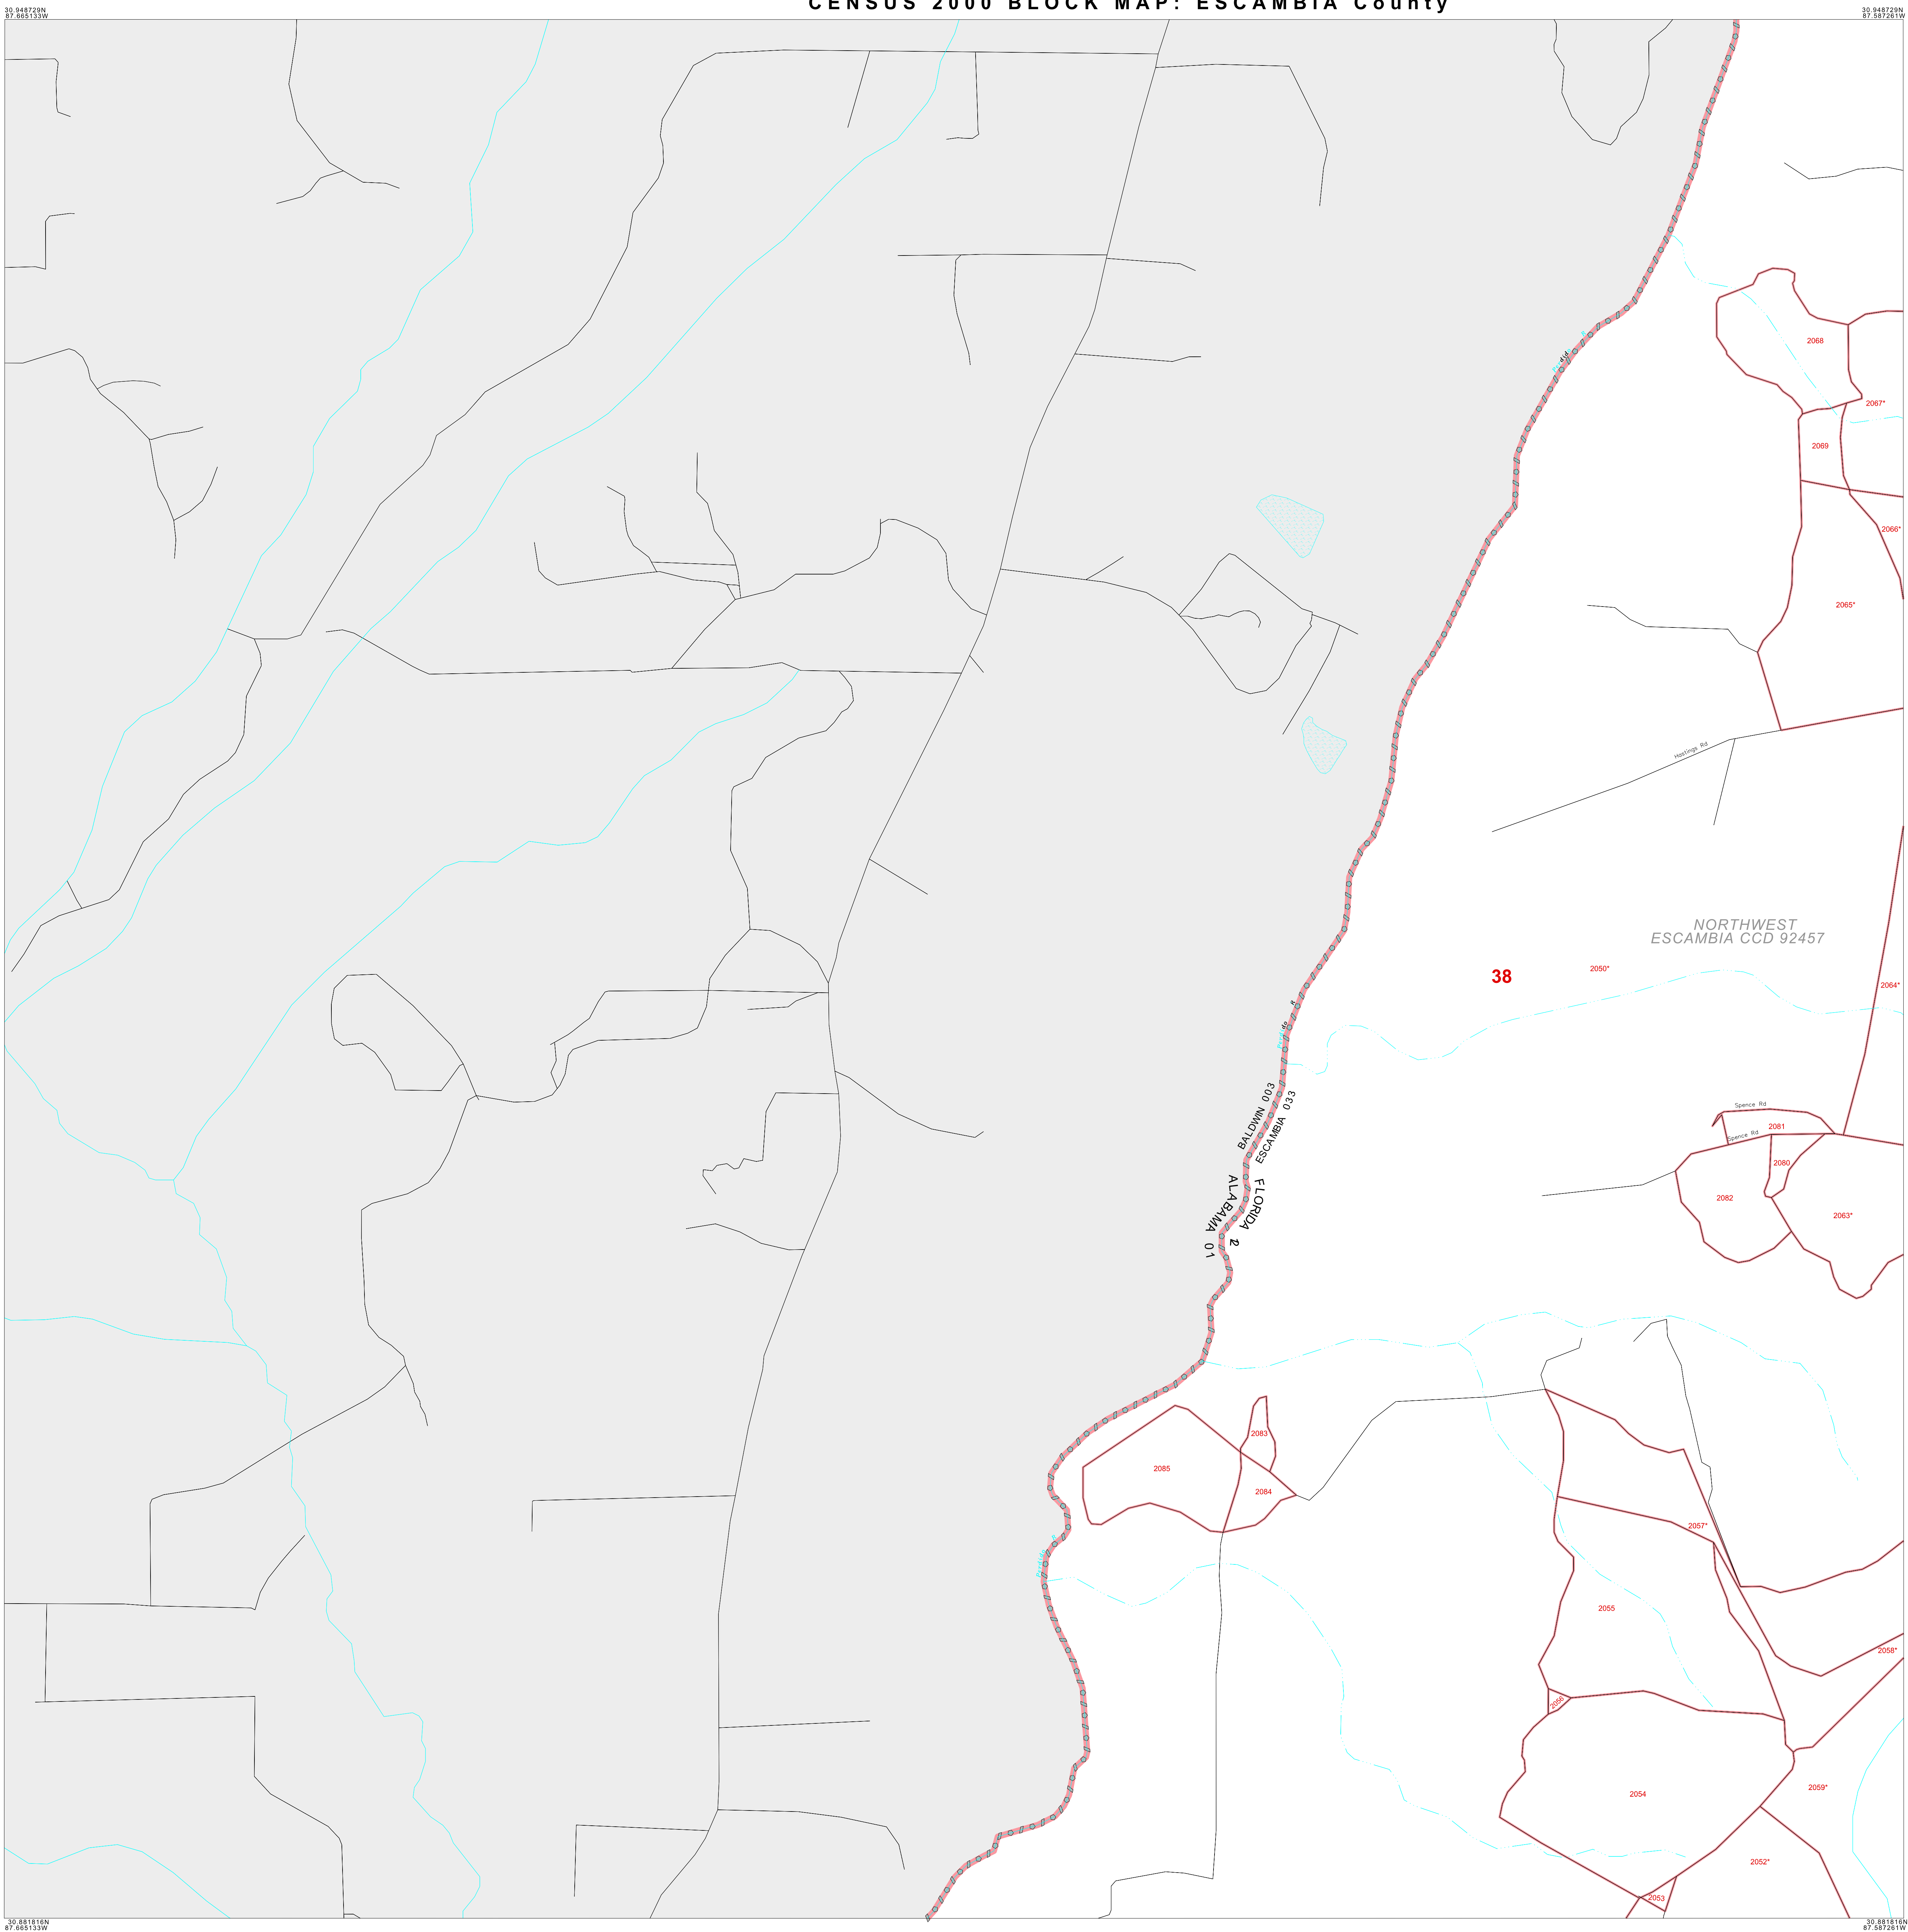 CENSUS 2000 BLOCK MAP: ESCAMBIA County
30.948729N
87.665133W
30.948729N
87.587261W
2068
2067*
2069
2066*
2065*
Hastings Rd
NORTHWEST
ESCAMBIA CCD 92457
38
2050*
2064*
BALDWIN 003
ESCAMBIA 033
Spence Rd
2081
Spence Rd
2080
2082
2063*
ALABAMA 01
FLORIDA 12
2083
2085
2084
2057*
2055
2058*
2056
2059*
2054
2052*
2053
30.881816N
87.665133W
30.881816N
87.587261W